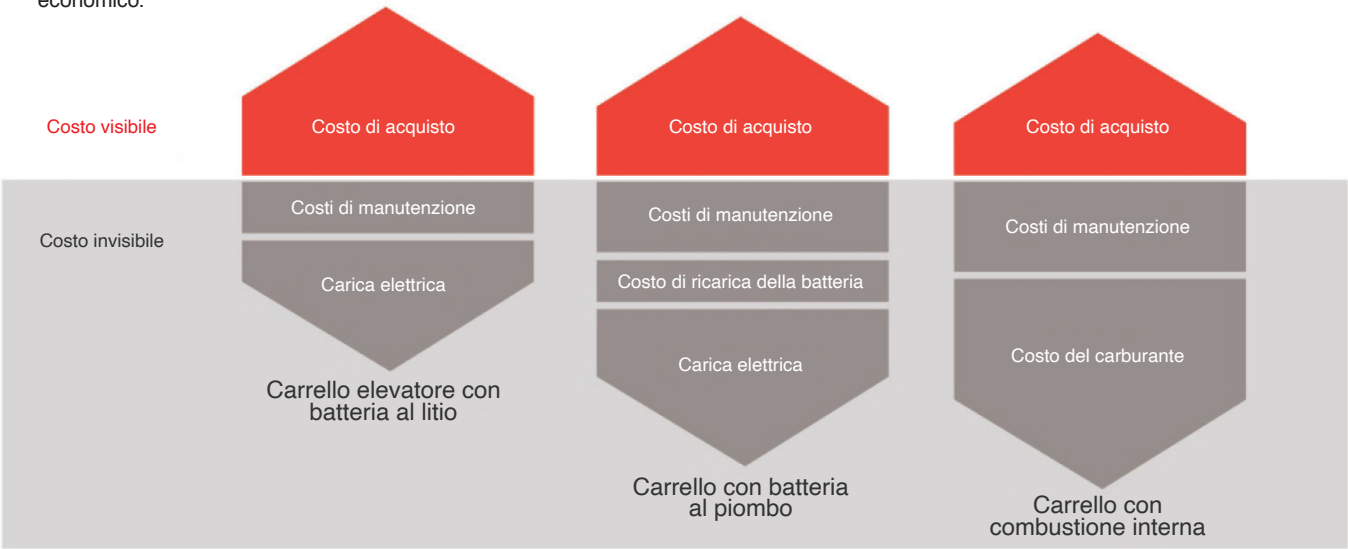 economico.
Costo visibile
Costo di acquisto
Costo di acquisto
Costo di acquisto
Costo invisibile
Costi di manutenzione
Carica elettrica
Carrello elevatore con
batteria al litio
Costi di manutenzione
Costo di ricarica della batteria
Carica elettrica
Carrello con batteria
al piombo
Costi di manutenzione
Costo del carburante
Carrello con
combustione interna